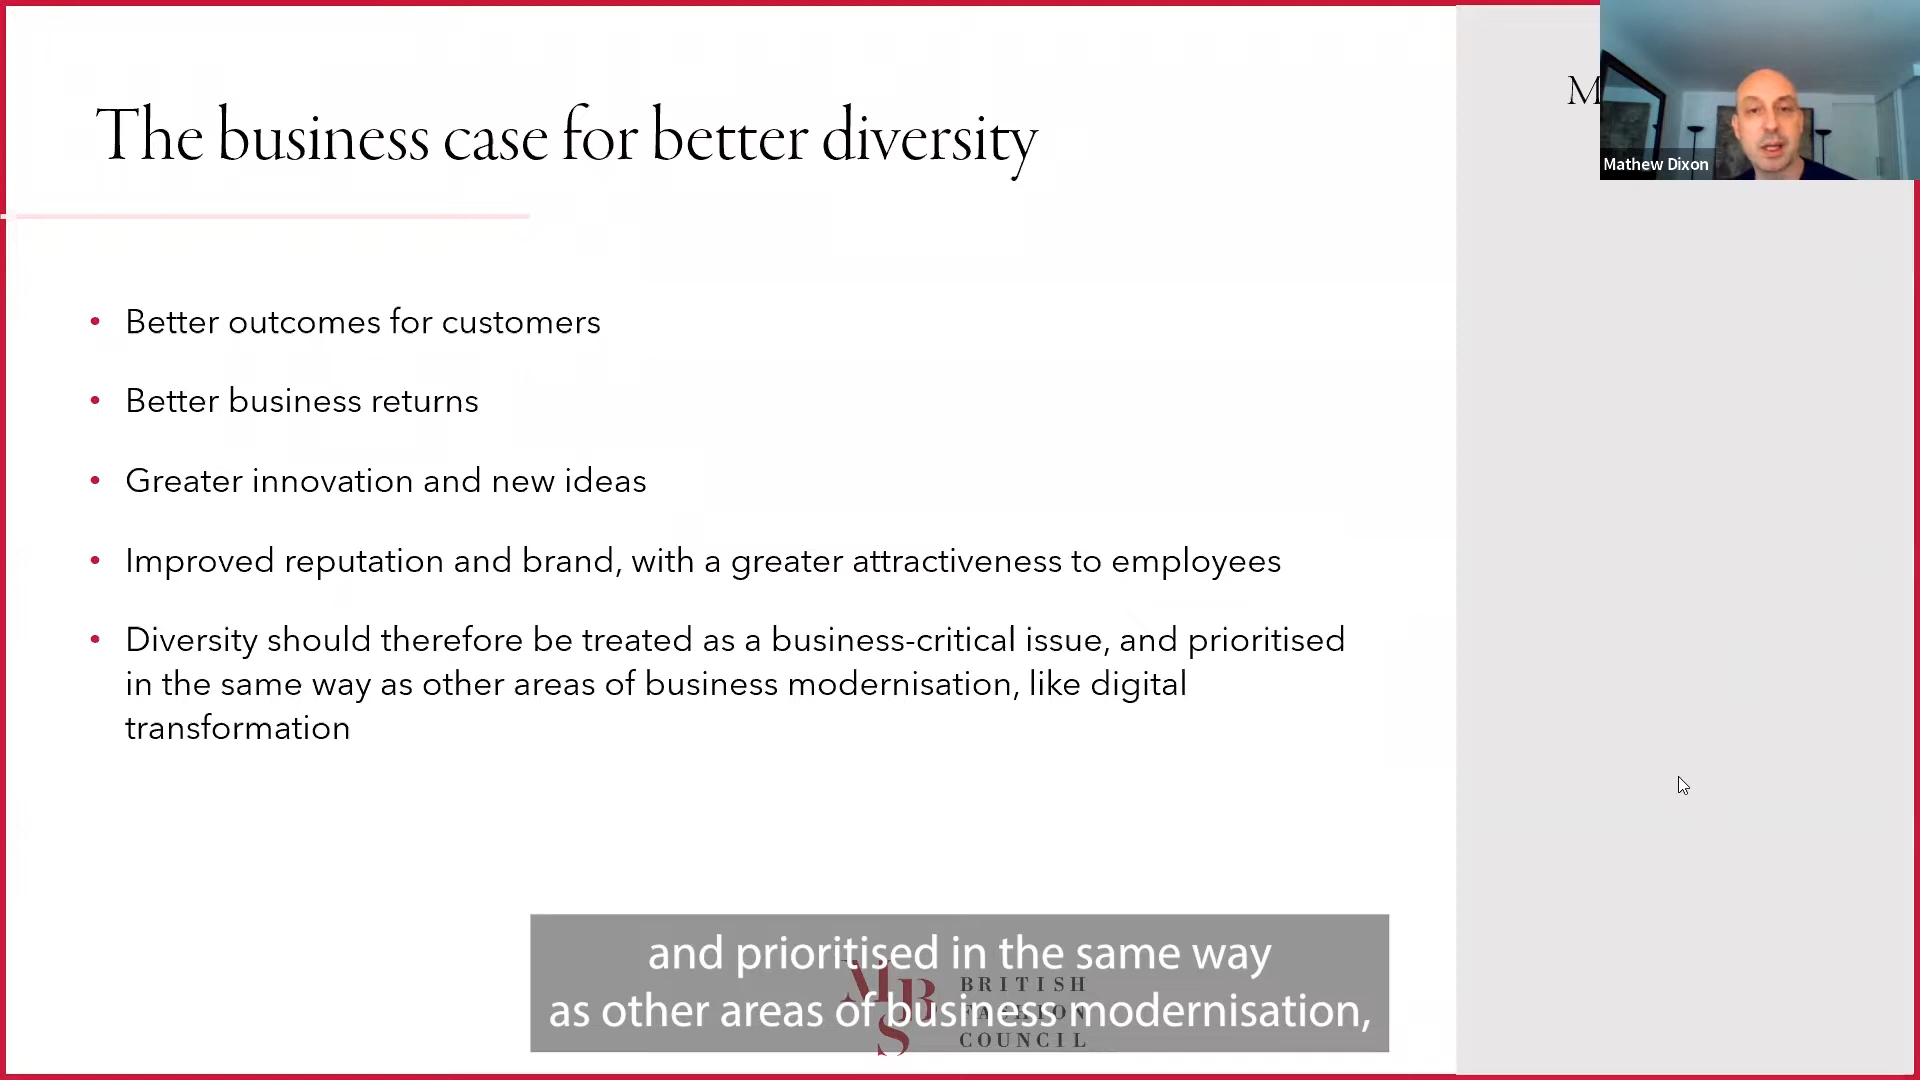 The business case for better diversity
M
Mathew Dixon
• Better outcomes for customers
• Better business returns
• Greater innovation and new ideas
• Improved reputation and brand, with a greater attractiveness to employees
• Diversity should therefore be treated as a business-critical issue, and prioritised
in the same way as other areas of business modernisation, like digital
transformation
and prioritised in the same way
as other areas of business modernisation,
MBS
BRITISH
FASHION
COUNCIL